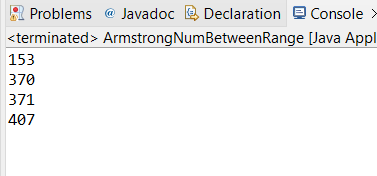 Problems @ Javadoc Declaration Console
<terminated> ArmstrongNumBetweenRange [Java Appl
153
370
371
407